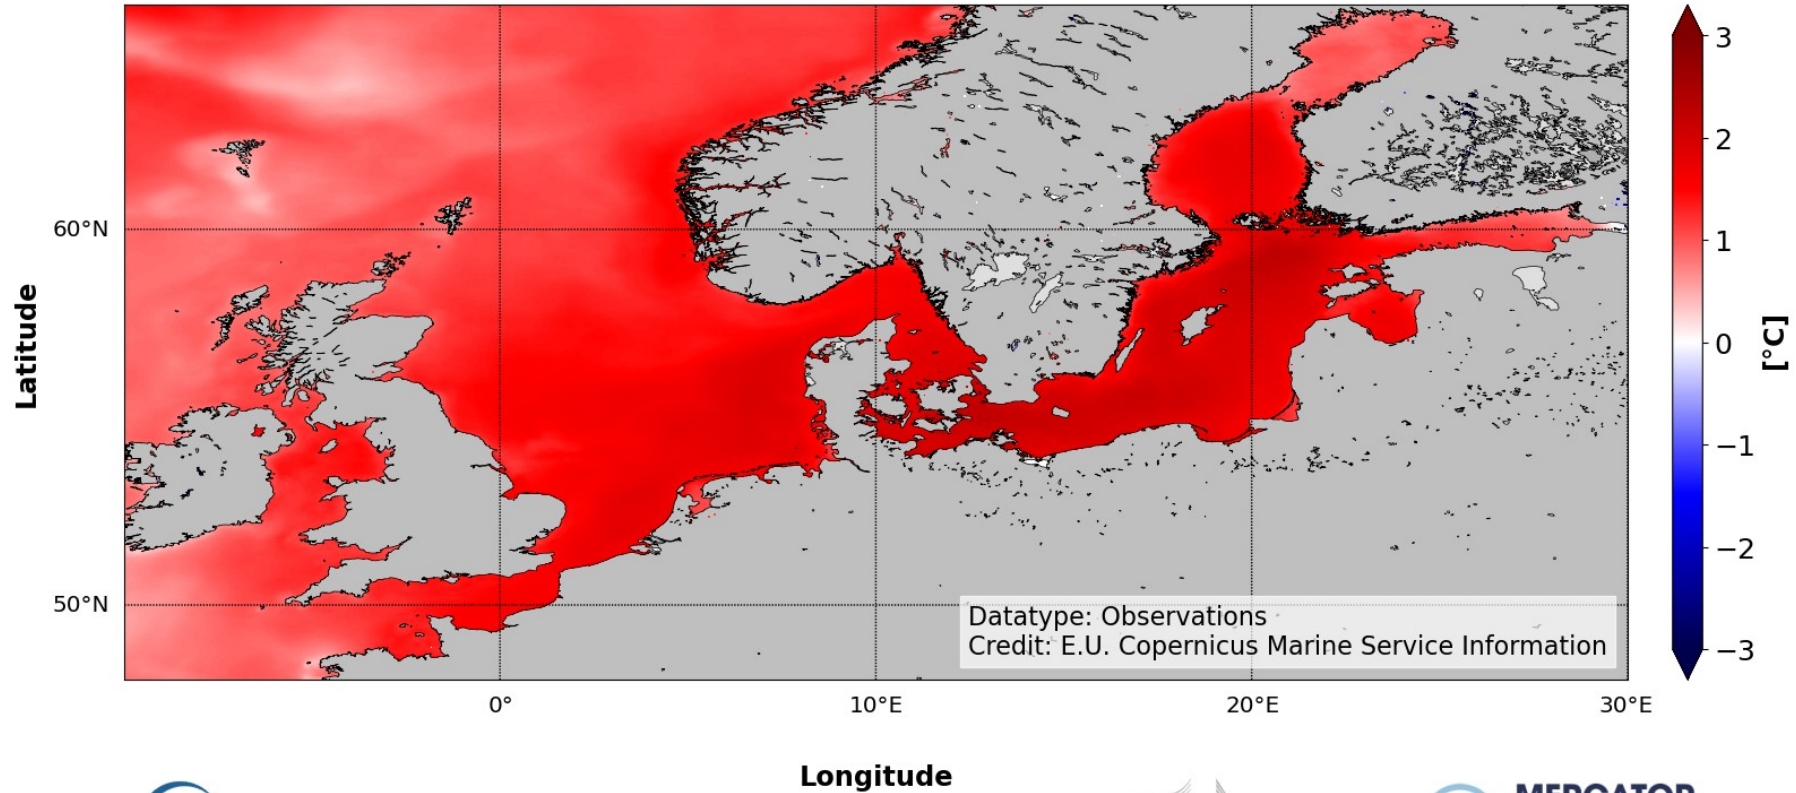 Latitude
60°N
50°N
0°
10°E
20°E
30°E
Longitude
Datatype: Observations
Credit: E.U. Copernicus Marine Service Information
3
2
1
0
−1
−2
−3
[°C]